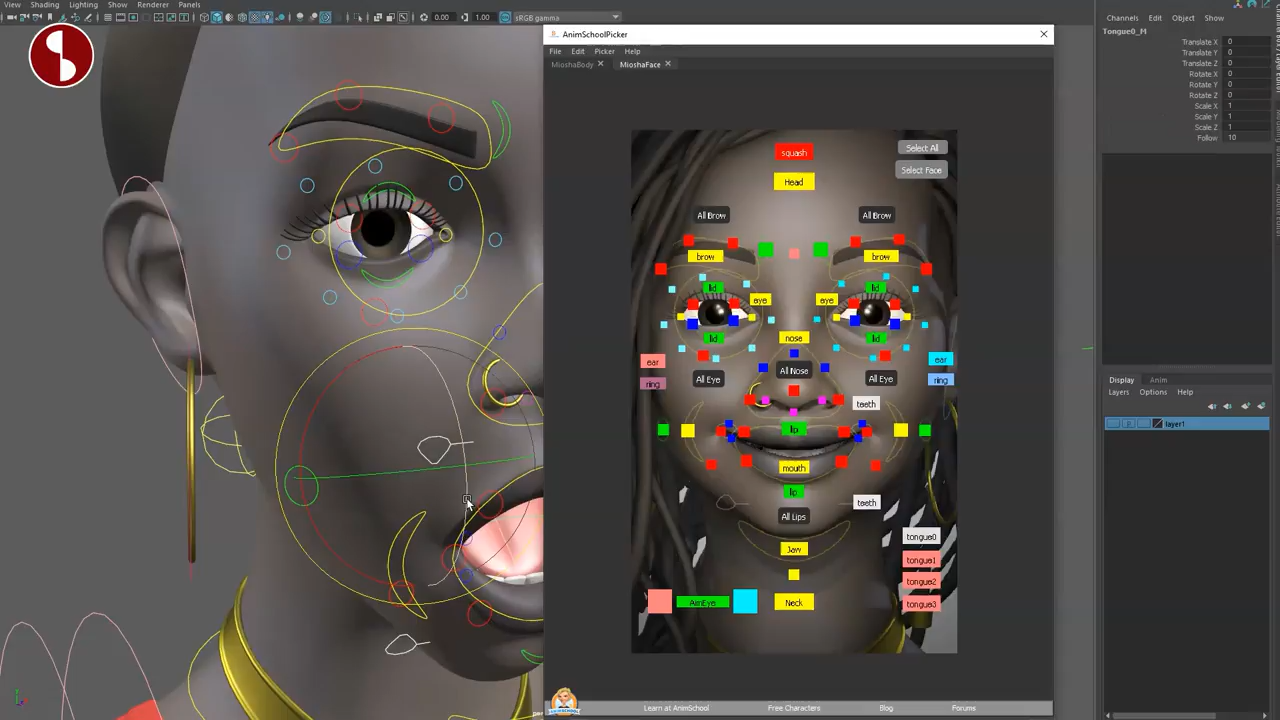 Shading Lighting Show Renderer Panels
0.00 1.00 sRGB gamma
AnimSchoolPicker
File Edit Picker Help
MioshaBody MioshaFace
squash
Select All
Head
Select Face
All Brow All Brow
brow brow
lid lid
eye eye
lid nose lid
ear ear
ring All Eye All Nose All Eye ring
teeth
lip
mouth
lip
teeth
All Lips
tongue0
Jaw
tongue1
tongue2
AimEye Neck tongue3
Learn at AnimSchool Free Characters Blog Forums
ANIMSCHOOL
Channels Edit Object Show
Tongue0_M
Translate X 0
Translate Y 0
Translate Z 0
Rotate X 0
Rotate Y 0
Rotate Z 0
Scale X 1
Scale Y 1
Scale Z 1
Follow 10
Display Anim
Layers Options Help
P layer1